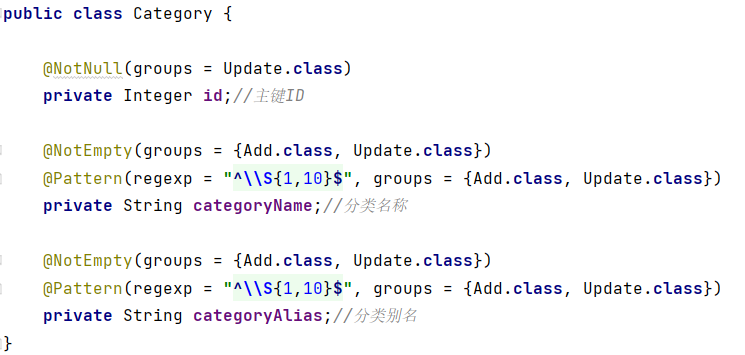 public class Category {
@NotNull(groups = Update.class)
private Integer id;//主键ID
@NotEmpty(groups = {Add.class, Update.class})
@Pattern(regexp = "^\\S{1,10}$", groups = {Add.class, Update.class})
private String categoryName;//分类名称
@NotEmpty(groups = {Add.class, Update.class})
@Pattern(regexp = "^\\S{1,10}$", groups = {Add.class, Update.class})
private String categoryAlias;//分类别名
}